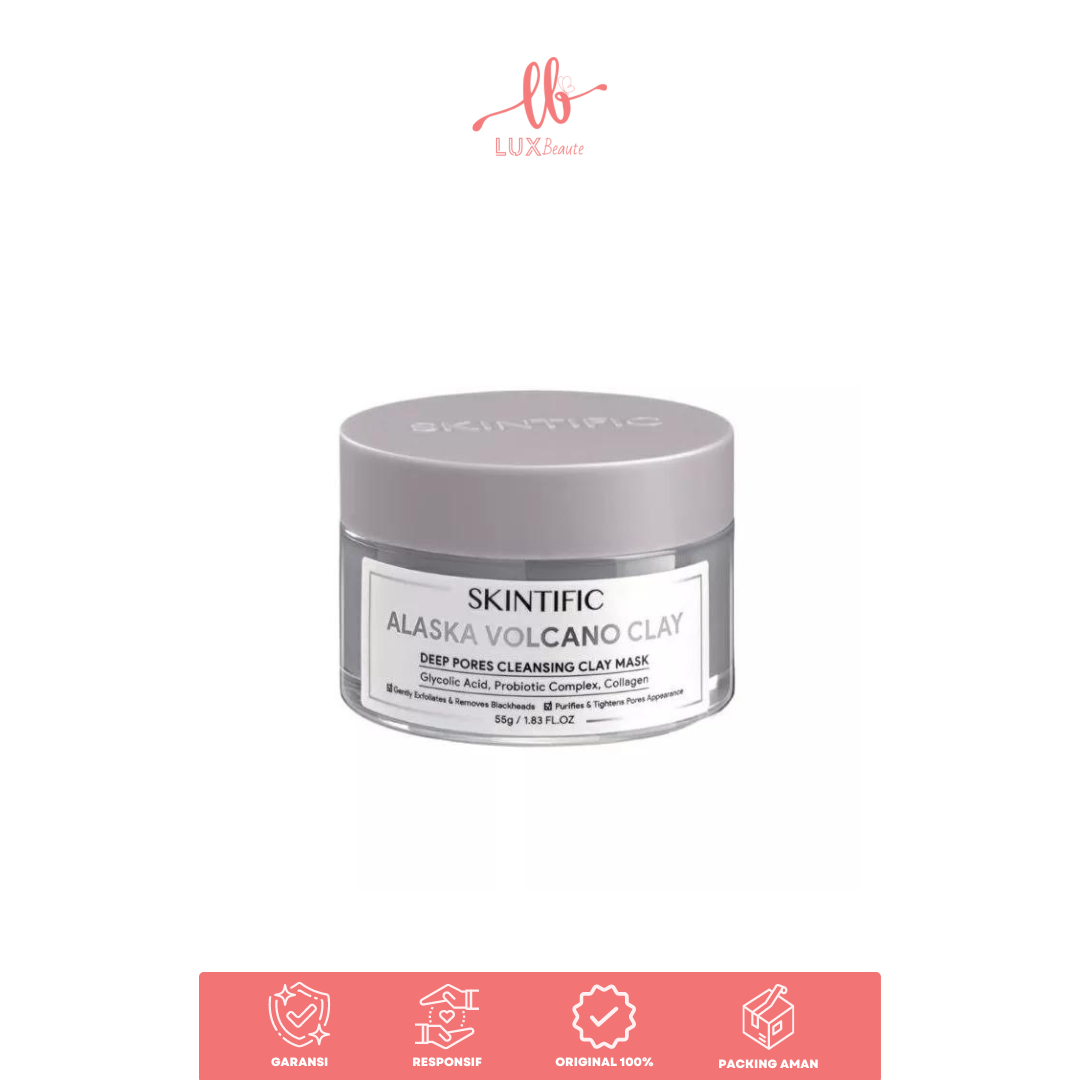 lb
LUX Beaute
SKINTIFIC
SKINTIFIC
ALASKA VOLCANO CLAY
DEEP PORES CLEANSING CLAY MASK
Glycolic Acid, Probiotic Complex, Collagen
Gently Exfoliates & Removes Blackheads Purifies & Tightens Pores Appearance
55g / 1.83 FL.OZ
GARANSI RESPONSIF ORIGINAL 100% PACKING AMAN